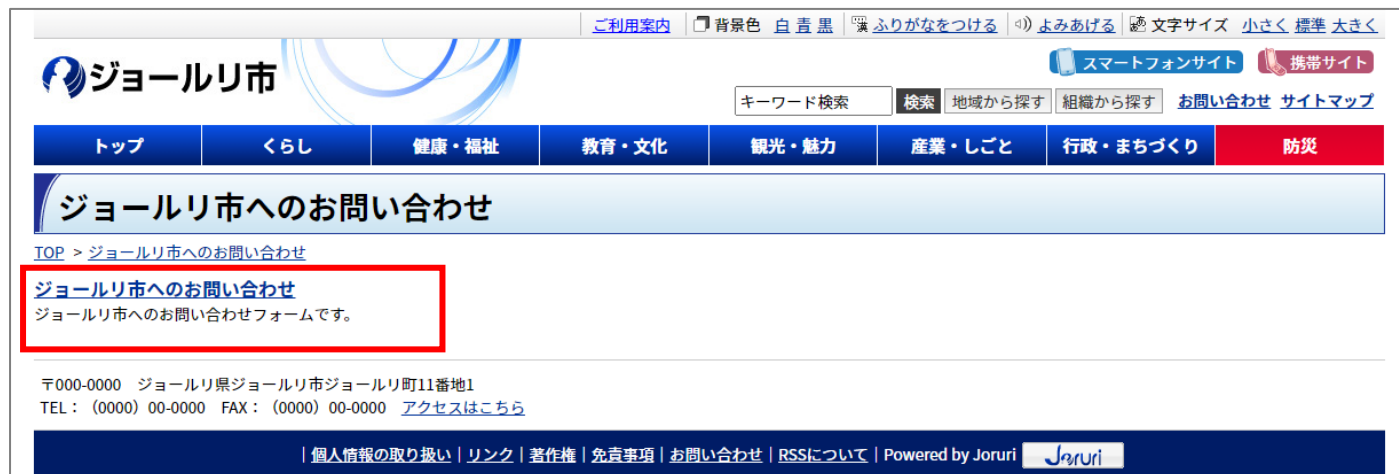 ご利用案内 背景色 白 青 黒 ふりがなをつける よみあげる 文字サイズ 小さく 標準 大きく
ジョールリ市
スマートフォンサイト 携帯サイト
キーワード検索 検索 地域から探す 組織から探す お問い合わせ サイトマップ
トップ くらし 健康・福祉 教育・文化 観光・魅力 産業・しごと 行政・まちづくり 防災
ジョールリ市へのお問い合わせ
TOP > ジョールリ市へのお問い合わせ
ジョールリ市へのお問い合わせ
ジョールリ市へのお問い合わせフォームです。
〒000-0000 ジョールリ県ジョールリ市ジョールリ町11番地1
TEL：（0000）00-0000 FAX：（0000）00-0000 アクセスはこちら
| 個人情報の取り扱い | リンク | 著作権 | 免責事項 | お問い合わせ | RSSについて | Powered by Joruri Joruri